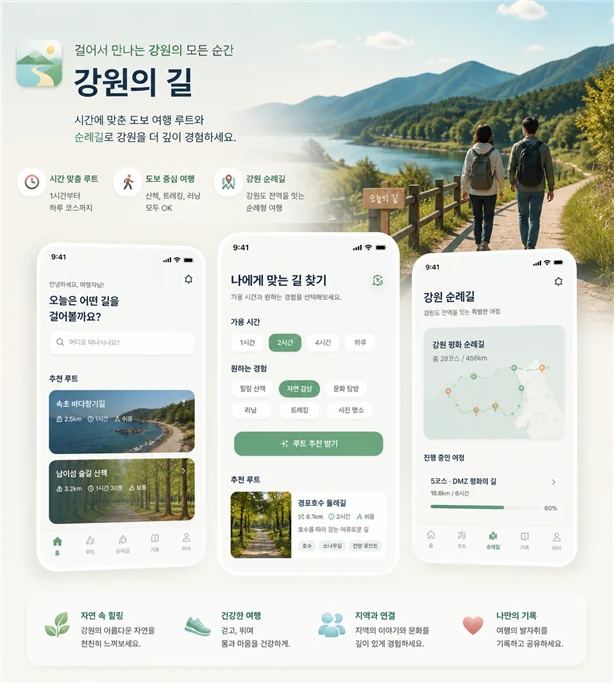 걸어서 만나는 강원의 모든 순간
강원의 길
시간에 맞춘 도보 여행 루트와
순례길로 강원을 더 깊이 경험하세요.
시간 맞춤 루트
1시간부터
하루 코스까지
도보 중심 여행
산책, 트레킹, 러닝
모두 OK
강원 순례길
강원도 전역을 잇는
순례형 여행
오늘의 길
9:41
안녕하세요, 여행자님!
오늘은 어떤 길을
걸어볼까요?
어디로 떠나시나요?
추천 루트
속초 바다향기길
2.5km 1시간 쉬움
남이섬 숲길 산책
3.2km 1시간 30분 보통
홈
루트
순례길
기록
마이
9:41
나에게 맞는 길 찾기
가용 시간과 원하는 경험을 선택해보세요.
가용 시간
1시간 2시간 4시간 하루
원하는 경험
힐링 산책 자연 감상 문화 탐방
러닝 트레킹 사진 명소
루트 추천 받기
추천 루트
경포호수 둘레길
6.1km 2시간 쉬움
호수를 따라 걷는 여유로운 길
호수 소나무길 전망 포인트
9:41
강원 순례길
강원도 전역을 잇는 특별한 여정
강원 평화 순례길
총 28코스 / 456km
진행 중인 여정
5코스 · DMZ 평화의 길
18.6km / 6시간
60%
홈
루트
순례길
기록
마이
자연 속 힐링
강원의 아름다운 자연을
천천히 느껴보세요.
건강한 여행
걷고, 뛰며
몸과 마음을 건강하게.
지역과 연결
지역의 이야기와 문화를
깊이 있게 경험하세요.
나만의 기록
여행의 발자취를
기록하고 공유하세요.